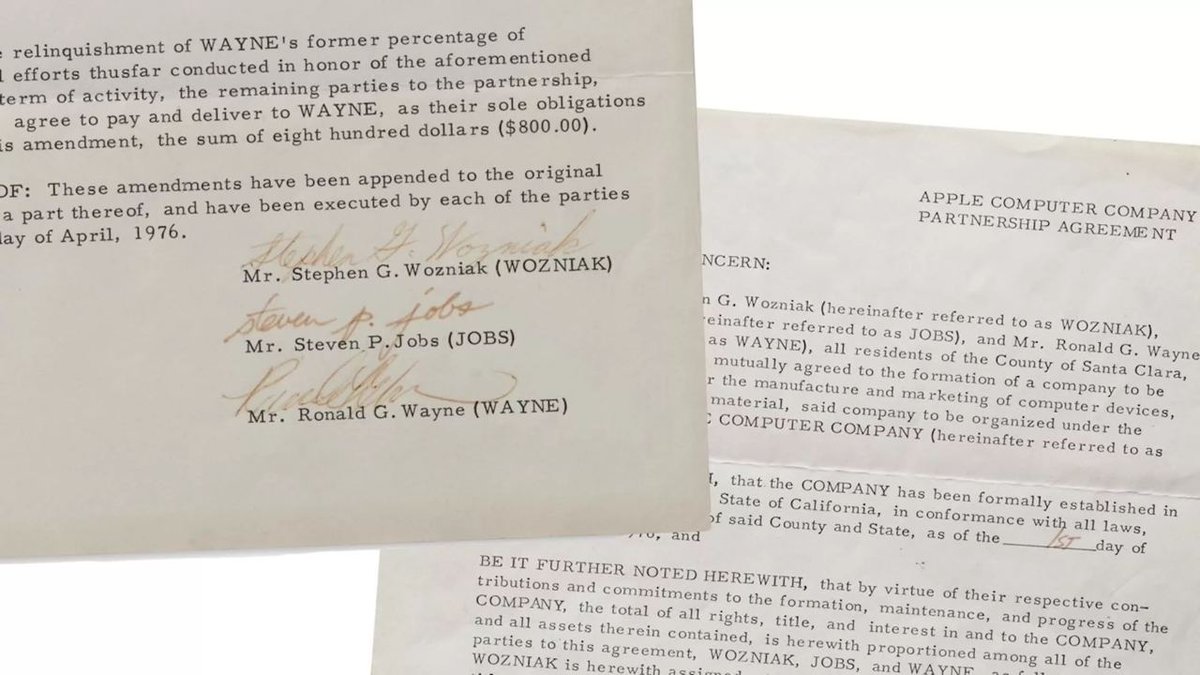 relinquishment of WAYNE's former percentage of
efforts thusfar conducted in honor of the aforementioned
term of activity, the remaining parties to the partnership,
agree to pay and deliver to WAYNE, as their sole obligations
is amendment, the sum of eight hundred dollars ($800.00).
OF: These amendments have been appended to the original
a part thereof, and have been executed by each of the parties
day of April, 1976.
Stephen G. Wozniak
Mr. Stephen G. Wozniak (WOZNIAK)
steven p. jobs
Mr. Steven P. Jobs (JOBS)
Mr. Ronald G. Wayne (WAYNE)
APPLE COMPUTER COMPANY
PARTNERSHIP AGREEMENT
NCERN:
n G. Wozniak (hereinafter referred to as WOZNIAK),
reinafter referred to as JOBS), and Mr. Ronald G. Wayne
as WAYNE), all residents of the County of Santa Clara,
mutually agreed to the formation of a company to be
r the manufacture and marketing of computer devices,
material, said company to be organized under the
COMPUTER COMPANY (hereinafter referred to as
, that the COMPANY has been formally established in
State of California, in conformance with all laws,
of said County and State, as of the 1ST day of
and
BE IT FURTHER NOTED HEREWITH, that by virtue of their respective con-
tributions and commitments to the formation, maintenance, and progress of the
COMPANY, the total of all rights, title, and interest in and to the COMPANY,
and all assets therein contained, is herewith proportioned among all of the
parties to this agreement, WOZNIAK, JOBS, and WAYNE, as
WOZNIAK is herewith